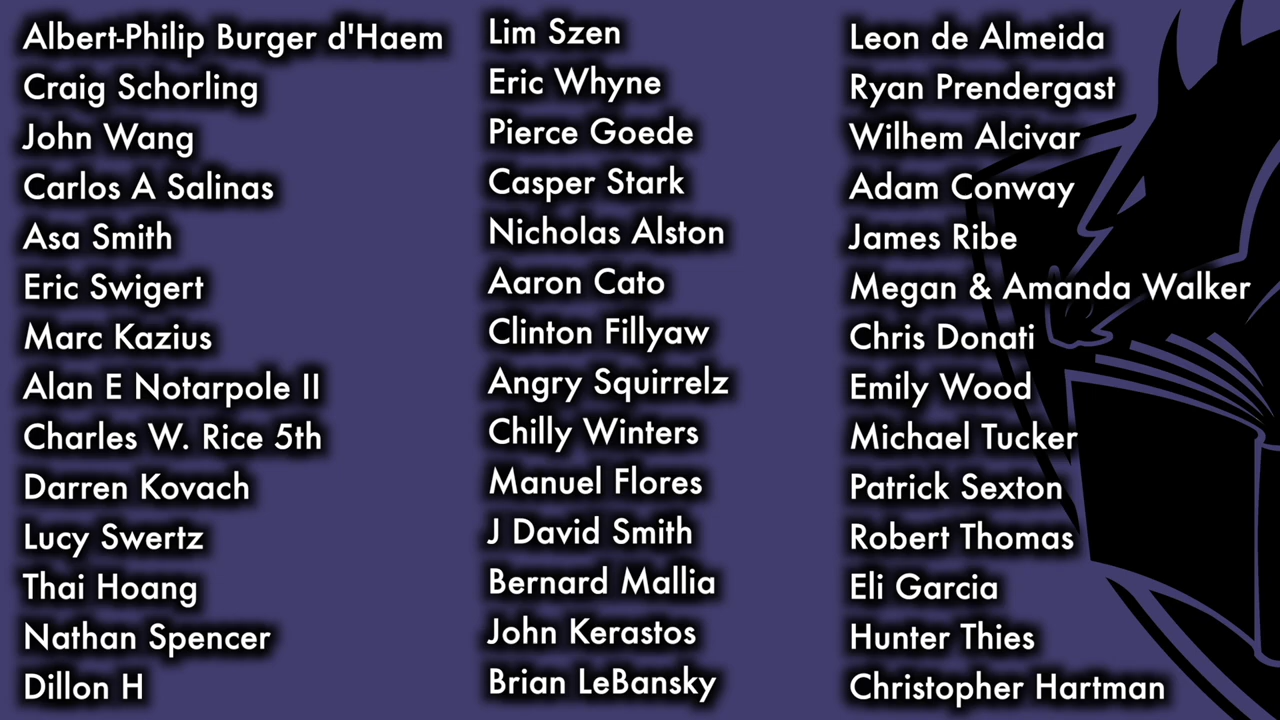 Albert-Philip Burger d'Haem
Craig Schorling
John Wang
Carlos A Salinas
Asa Smith
Eric Swigert
Marc Kazius
Alan E Notarpole II
Charles W. Rice 5th
Darren Kovach
Lucy Swertz
Thai Hoang
Nathan Spencer
Dillon H
Lim Szen
Eric Whyne
Pierce Goede
Casper Stark
Nicholas Alston
Aaron Cato
Clinton Fillyaw
Angry Squirrelz
Chilly Winters
Manuel Flores
J David Smith
Bernard Mallia
John Kerastos
Brian LeBansky
Leon de Almeida
Ryan Prendergast
Wilhem Alcivar
Adam Conway
James Ribe
Megan & Amanda Walker
Chris Donati
Emily Wood
Michael Tucker
Patrick Sexton
Robert Thomas
Eli Garcia
Hunter Thies
Christopher Hartman